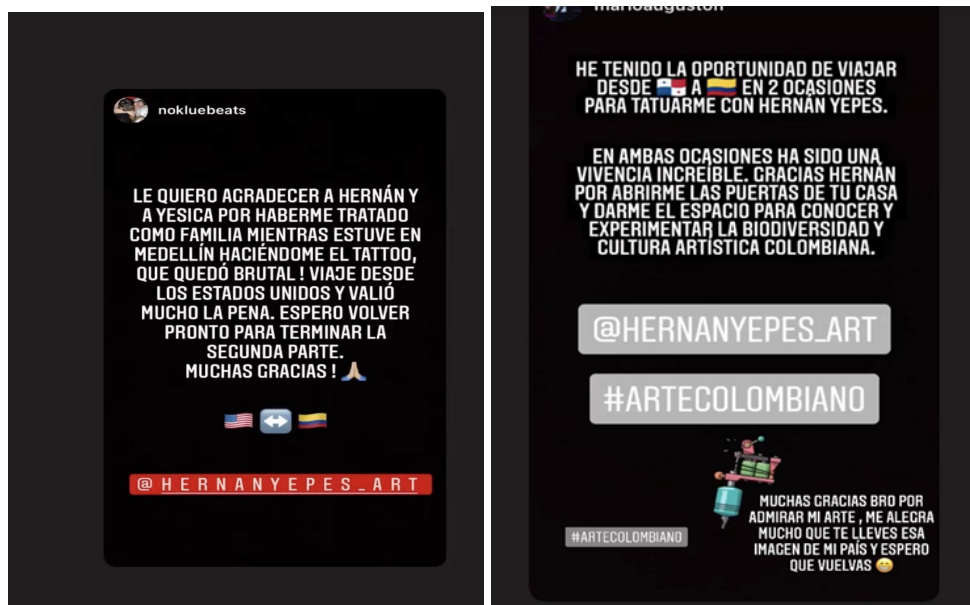 nokluebeats
LE QUIERO AGRADECER A HERNÁN Y
A YESICA POR HABERME TRATADO
COMO FAMILIA MIENTRAS ESTUVE EN
MEDELLÍN HACIÉNDOME EL TATTOO,
QUE QUEDÓ BRUTAL ! VIAJE DESDE
LOS ESTADOS UNIDOS Y VALIÓ
MUCHO LA PENA. ESPERO VOLVER
PRONTO PARA TERMINAR LA
SEGUNDA PARTE.
MUCHAS GRACIAS ! 🙏🏼
🇺🇸 ↔️ 🇨🇴
@HERNANYEPES_ART
marioaugustoh
HE TENIDO LA OPORTUNIDAD DE VIAJAR
DESDE 🇵🇦 A 🇨🇴 EN 2 OCASIONES
PARA TATUARME CON HERNÁN YEPES.
EN AMBAS OCASIONES HA SIDO UNA
VIVENCIA INCREÍBLE. GRACIAS HERNÁN
POR ABRIRME LAS PUERTAS DE TU CASA
Y DARME EL ESPACIO PARA CONOCER Y
EXPERIMENTAR LA BIODIVERSIDAD Y
CULTURA ARTÍSTICA COLOMBIANA.
@HERNANYEPES_ART
#ARTECOLOMBIANO
#ARTECOLOMBIANO
MUCHAS GRACIAS BRO POR
ADMIRAR MI ARTE , ME ALEGRA
MUCHO QUE TE LLEVES ESA
IMAGEN DE MI PAÍS Y ESPERO
QUE VUELVAS 😁